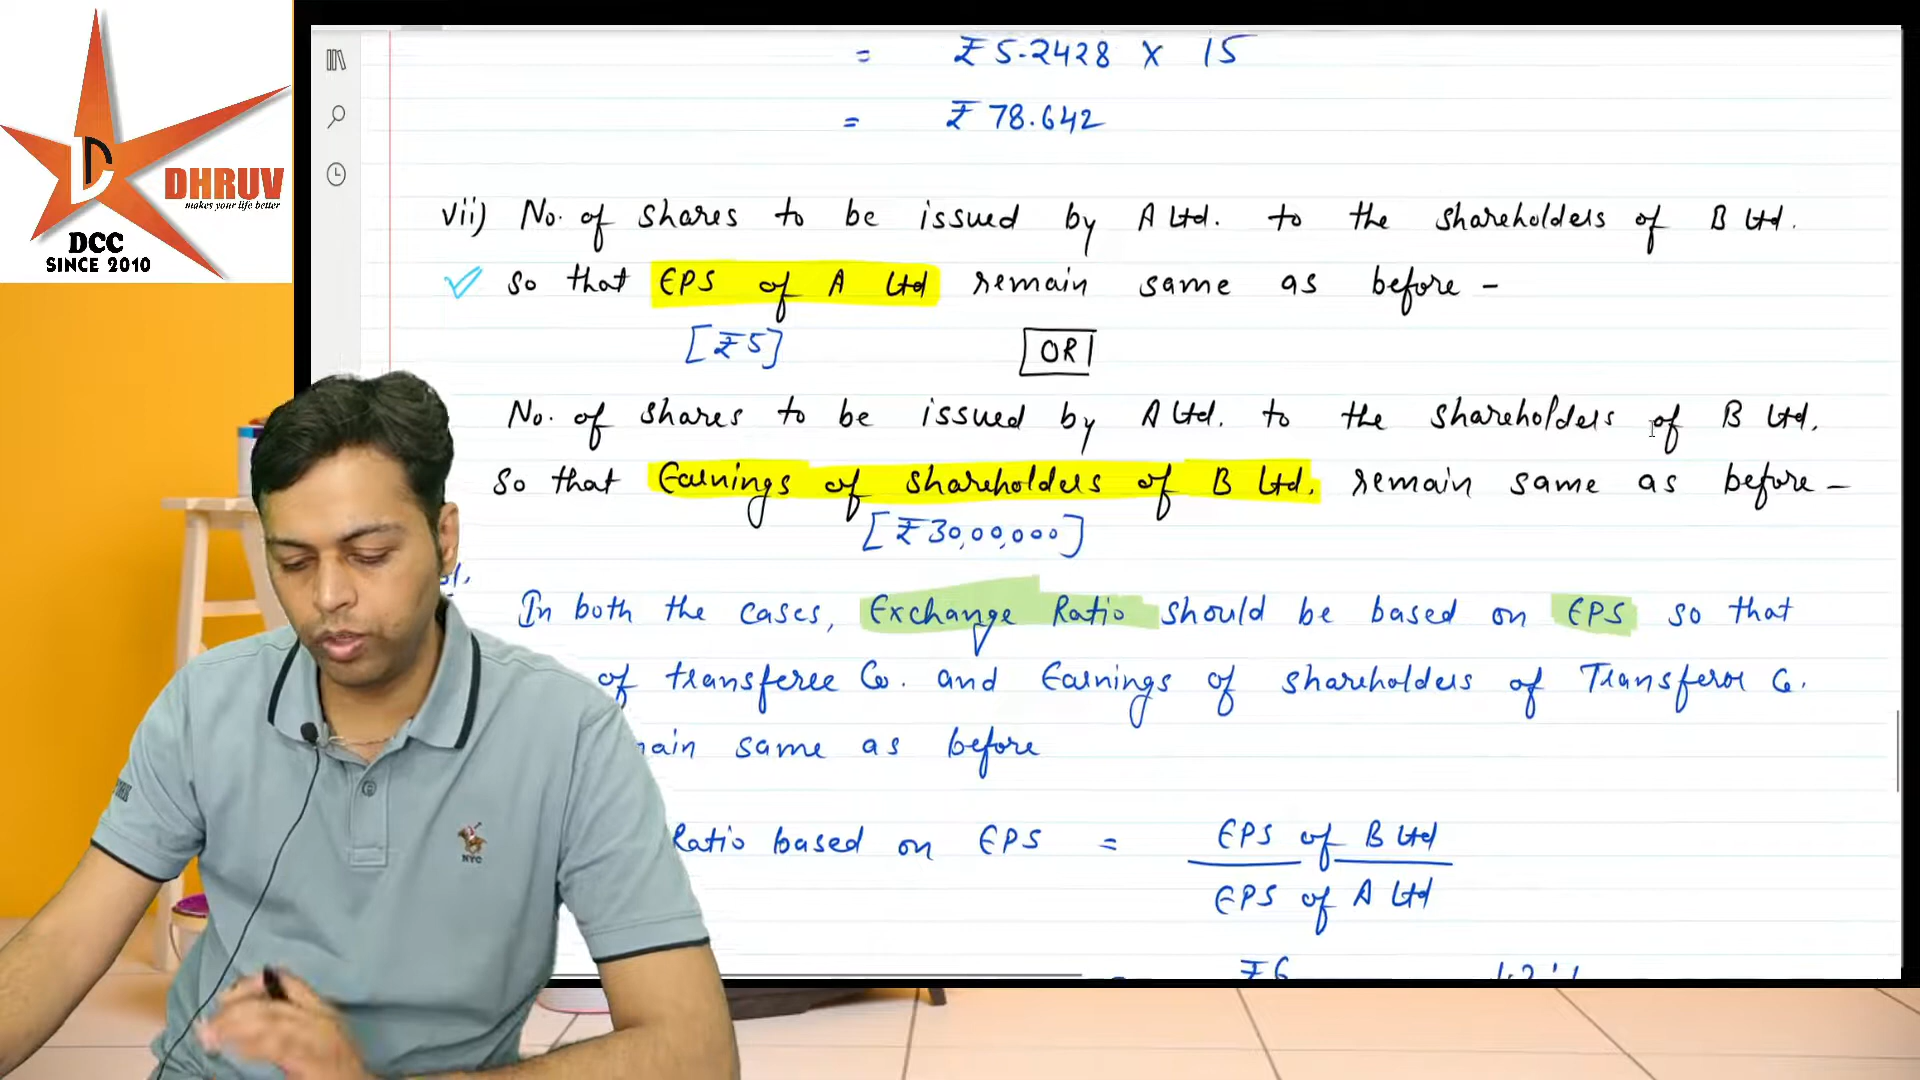 DHRUV
makes your life better
DCC
SINCE 2010
= ₹ 5.2428 X 15
= ₹ 78.642
vii) No. of shares to be issued by A Ltd. to the shareholders of B Ltd.
so that EPS of A Ltd remain same as before -
[₹5]
OR
No. of shares to be issued by A Ltd. to the shareholders of B Ltd.
So that Earnings of shareholders of B Ltd. remain same as before -
[₹30,00,000]
In both the cases, Exchange Ratio should be based on EPS so that
of transferee Co. and Earnings of shareholders of Transferor Co.
same as before
Ratio based on EPS = EPS of B Ltd
EPS of A Ltd
₹6
NYC